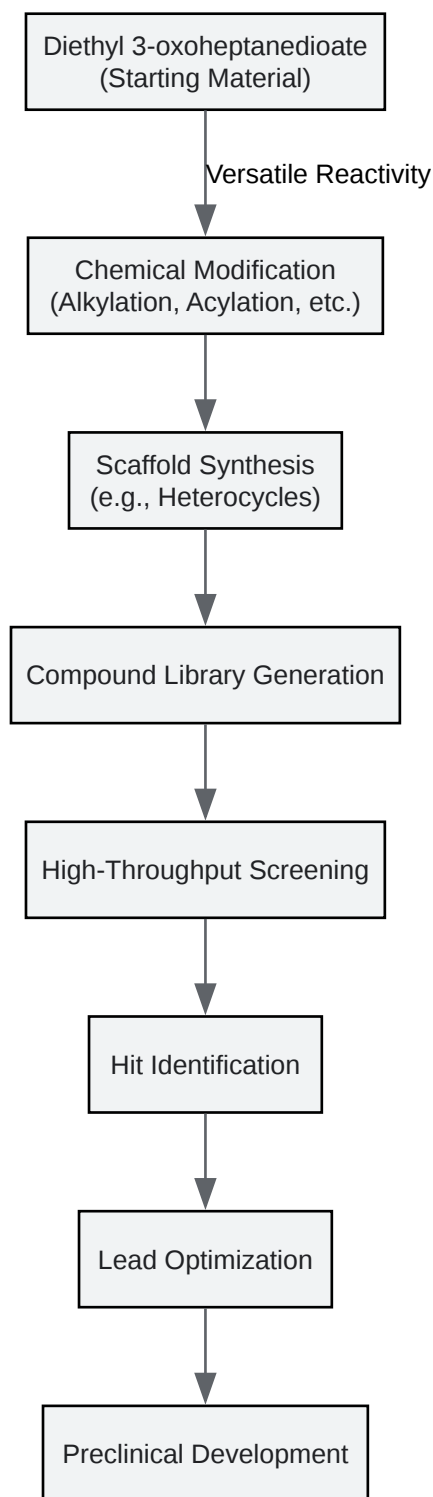 Diethyl 3-oxoheptanedioate
(Starting Material)
Versatile Reactivity
Chemical Modification
(Alkylation, Acylation, etc.)
Scaffold Synthesis
(e.g., Heterocycles)
Compound Library Generation
High-Throughput Screening
Hit Identification
Lead Optimization
Preclinical Development